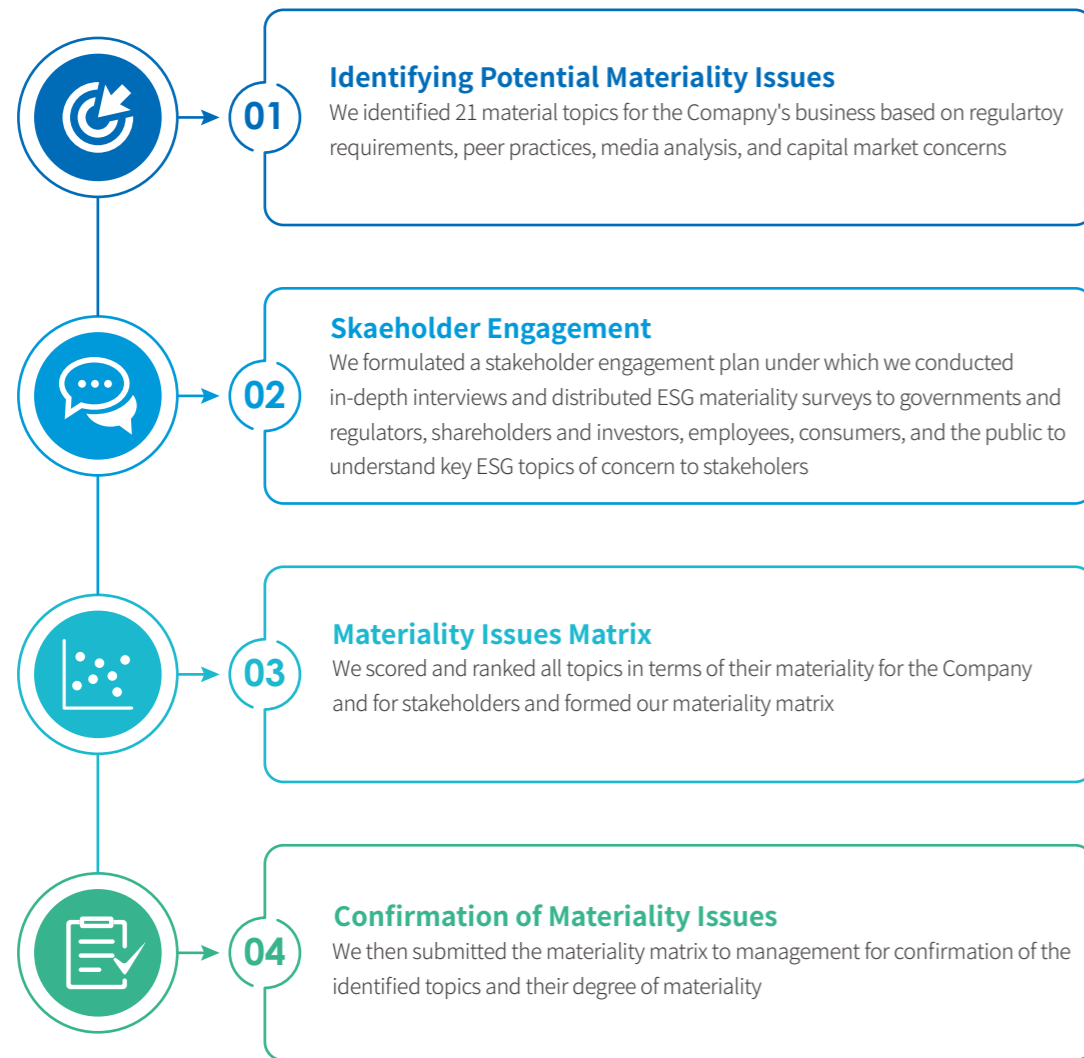 01
Identifying Potential Materiality Issues
We identified 21 material topics for the Comapny's business based on regulartoy
requirements, peer practices, media analysis, and capital market concerns
02
Skaeholder Engagement
We formulated a stakeholder engagement plan under which we conducted
in-depth interviews and distributed ESG materiality surveys to governments and
regulators, shareholders and investors, employees, consumers, and the public to
understand key ESG topics of concern to stakeholers
03
Materiality Issues Matrix
We scored and ranked all topics in terms of their materiality for the Company
and for stakeholders and formed our materiality matrix
04
Confirmation of Materiality Issues
We then submitted the materiality matrix to management for confirmation of the
identified topics and their degree of materiality